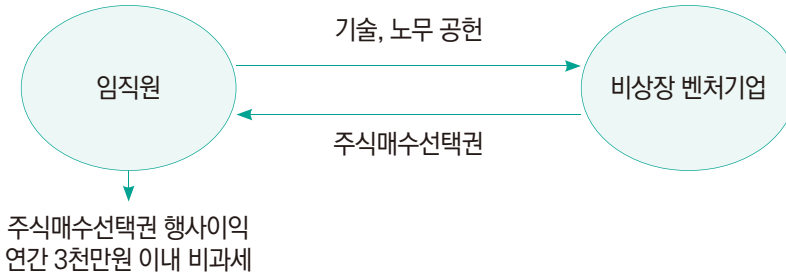 기술, 노무 공헌
임직원
비상장 벤처기업
주식매수선택권
주식매수선택권 행사이익
연간 3천만원 이내 비과세